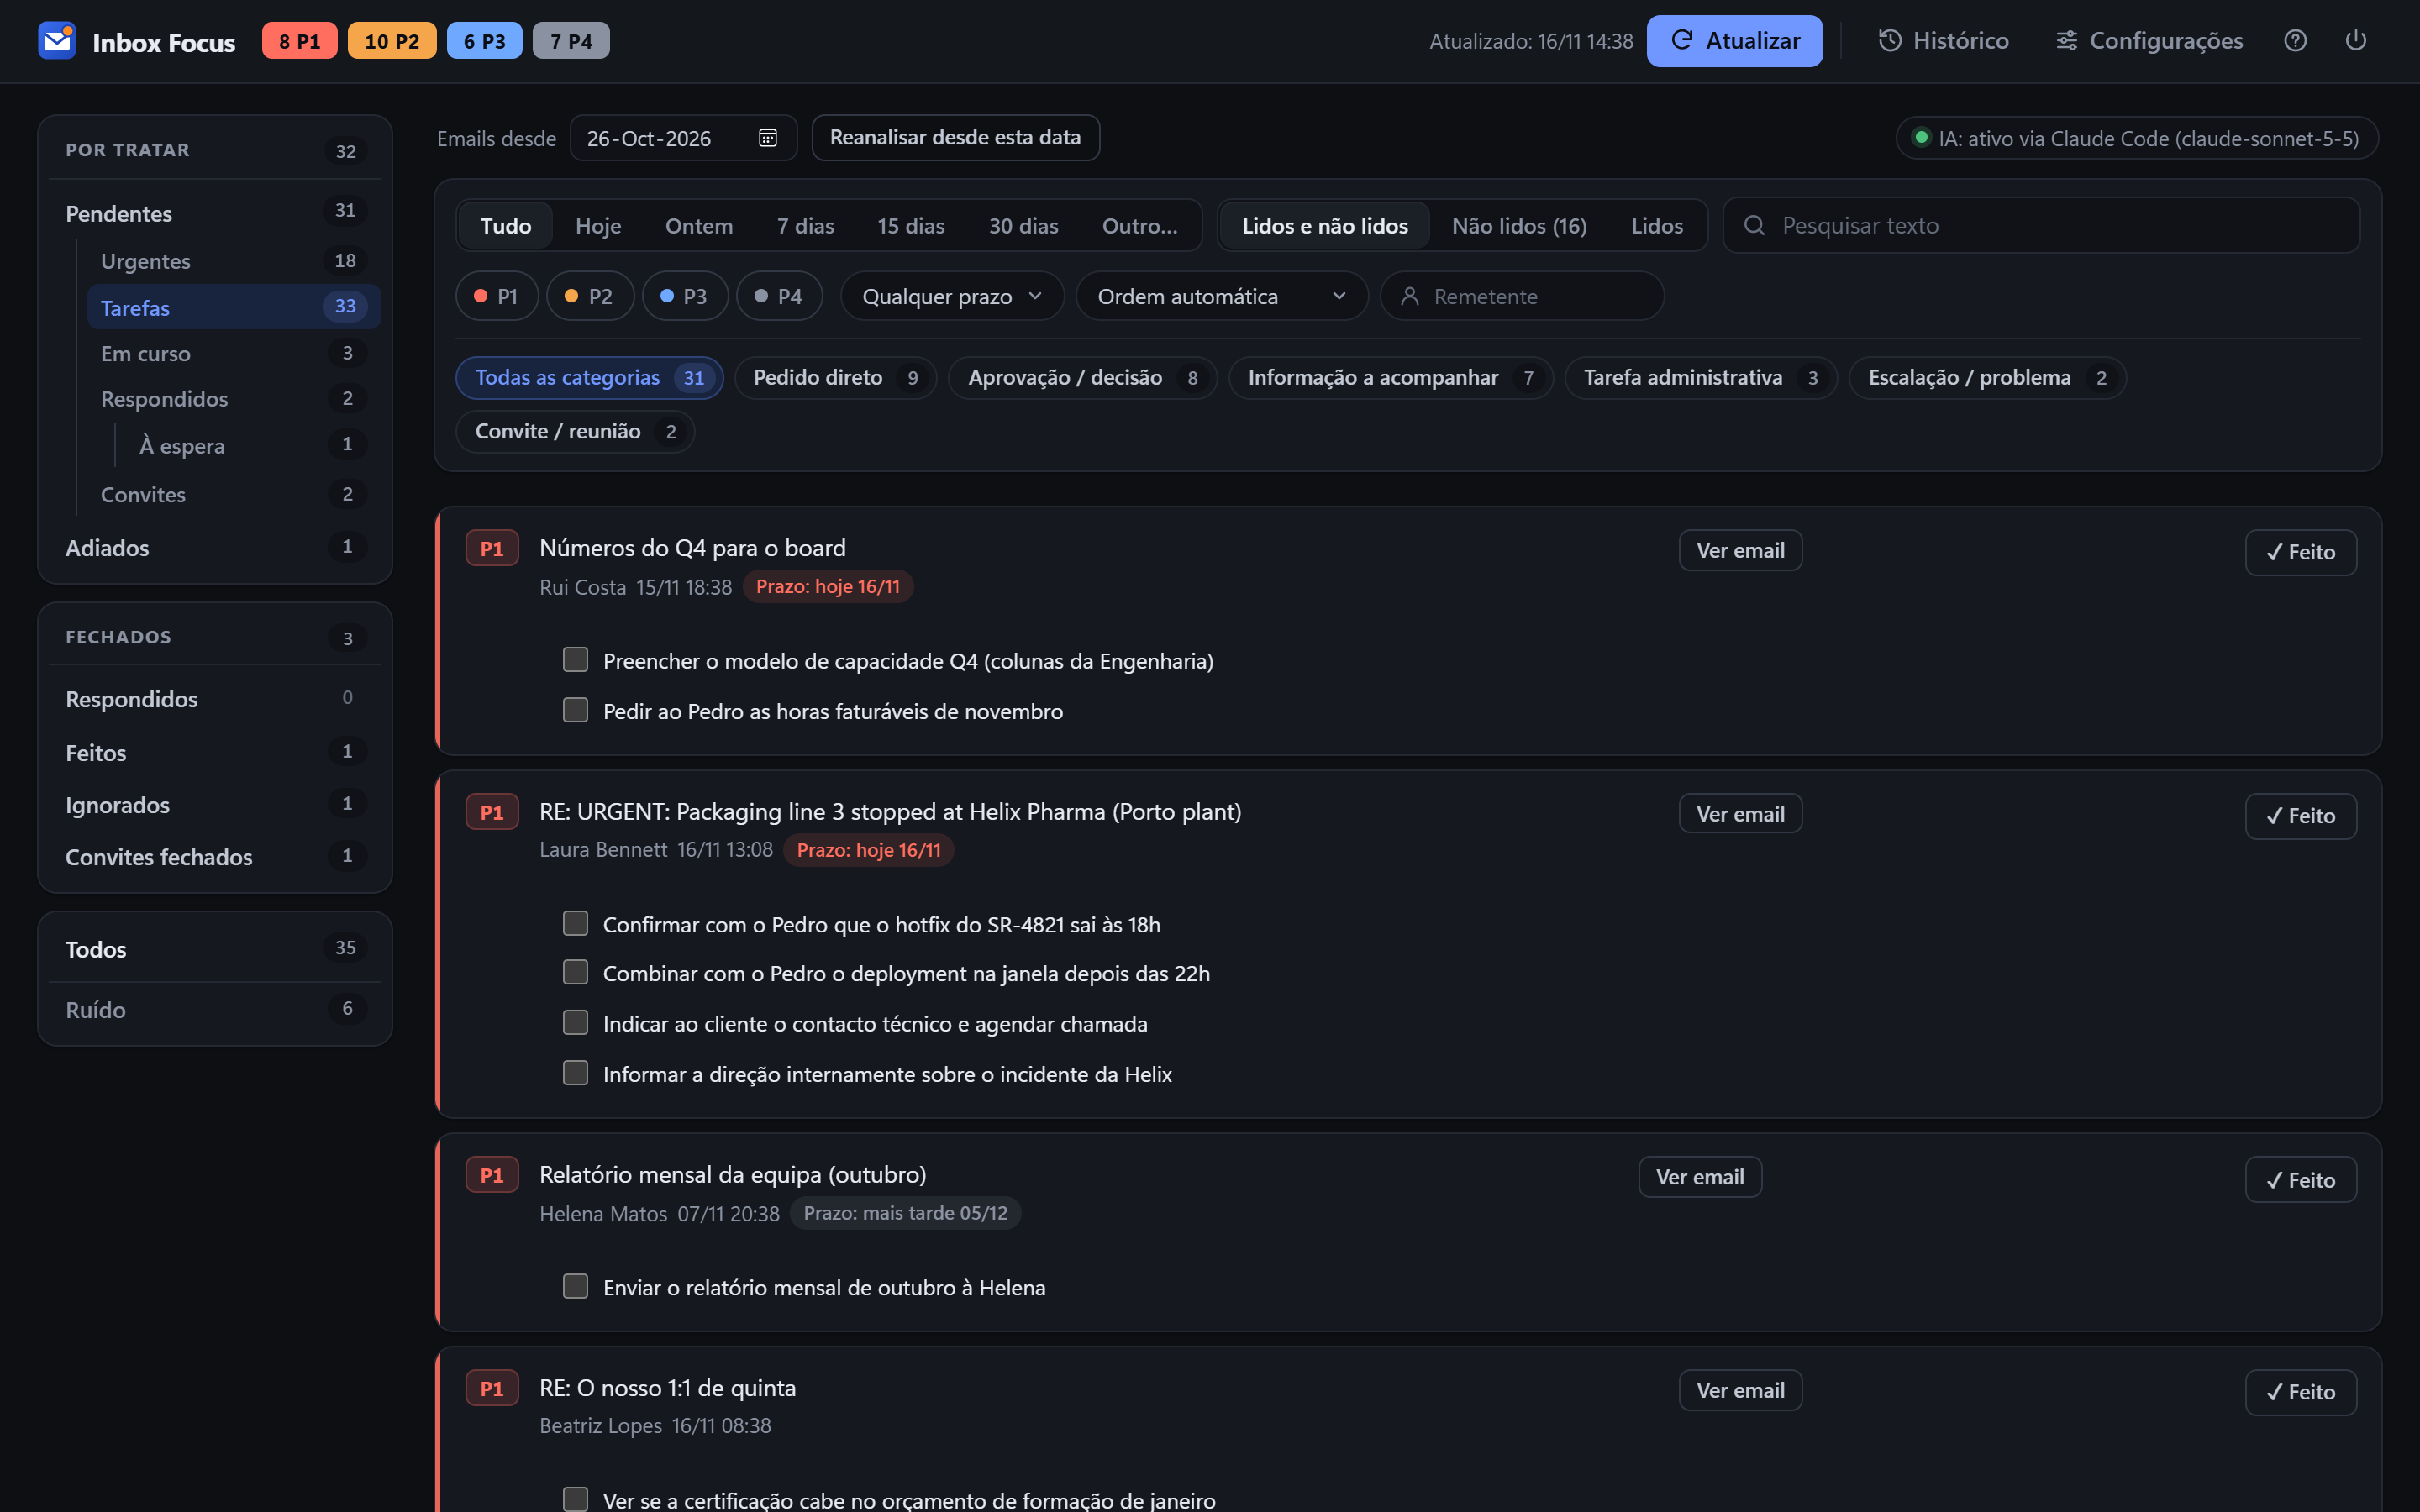 Inbox Focus
8 P1
10 P2
6 P3
7 P4
Atualizado: 16/11 14:38
Atualizar
Histórico
Configurações
POR TRATAR 32
Pendentes 31
Urgentes 18
Tarefas 33
Em curso 3
Respondidos 2
À espera 1
Convites 2
Adiados 1
FECHADOS 3
Respondidos 0
Feitos 1
Ignorados 1
Convites fechados 1
Todos 35
Ruído 6
Emails desde 26-Oct-2026 Reanalisar desde esta data
IA: ativo via Claude Code (claude-sonnet-5-5)
Tudo Hoje Ontem 7 dias 15 dias 30 dias Outro...
Lidos e não lidos Não lidos (16) Lidos
Pesquisar texto
P1 P2 P3 P4 Qualquer prazo Ordem automática Remetente
Todas as categorias 31 Pedido direto 9 Aprovação / decisão 8 Informação a acompanhar 7 Tarefa administrativa 3 Escalação / problema 2
Convite / reunião 2
P1 Números do Q4 para o board Ver email ✓ Feito
Rui Costa 15/11 18:38 Prazo: hoje 16/11
Preencher o modelo de capacidade Q4 (colunas da Engenharia)
Pedir ao Pedro as horas faturáveis de novembro
P1 RE: URGENT: Packaging line 3 stopped at Helix Pharma (Porto plant) Ver email ✓ Feito
Laura Bennett 16/11 13:08 Prazo: hoje 16/11
Confirmar com o Pedro que o hotfix do SR-4821 sai às 18h
Combinar com o Pedro o deployment na janela depois das 22h
Indicar ao cliente o contacto técnico e agendar chamada
Informar a direção internamente sobre o incidente da Helix
P1 Relatório mensal da equipa (outubro) Ver email ✓ Feito
Helena Matos 07/11 20:38 Prazo: mais tarde 05/12
Enviar o relatório mensal de outubro à Helena
P1 RE: O nosso 1:1 de quinta Ver email ✓ Feito
Beatriz Lopes 16/11 08:38
Ver se a certificação cabe no orçamento de formação de janeiro